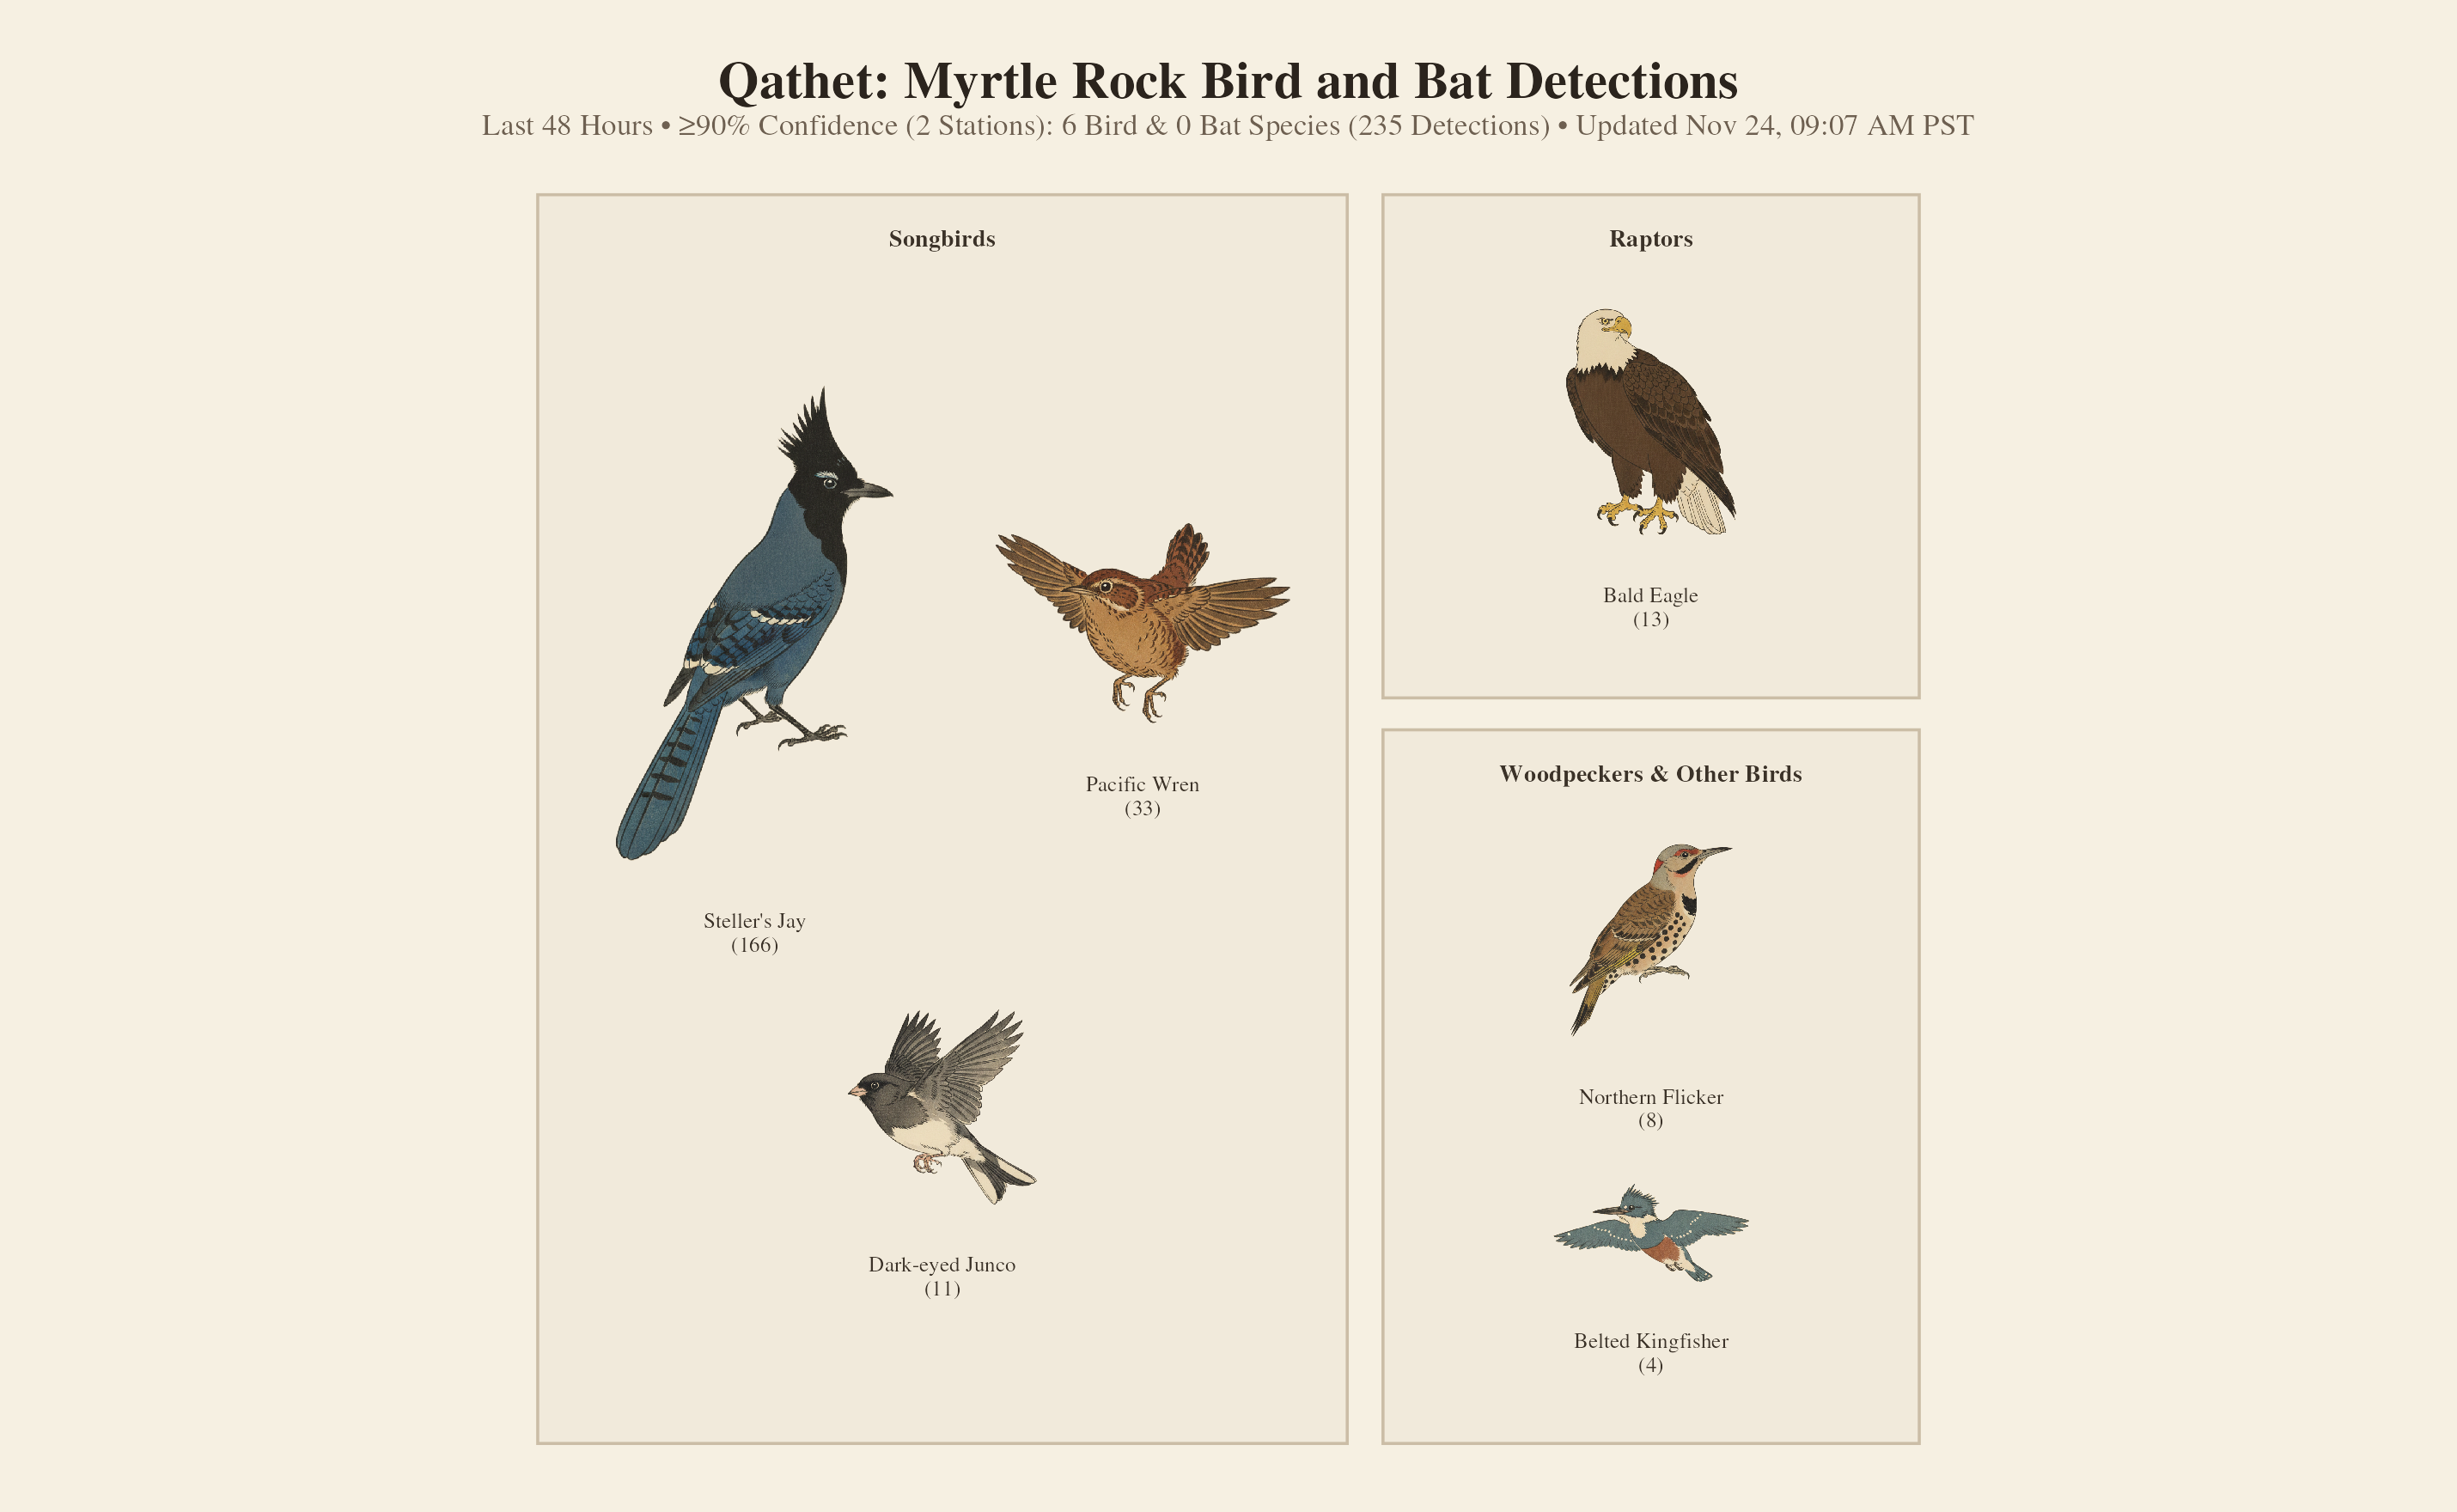 Qathet: Myrtle Rock Bird and Bat Detections
Last 48 Hours • ≥90% Confidence (2 Stations): 6 Bird & 0 Bat Species (235 Detections) • Updated Nov 24, 09:07 AM PST
Songbirds
Steller's Jay
(166)
Pacific Wren
(33)
Dark-eyed Junco
(11)
Raptors
Bald Eagle
(13)
Woodpeckers & Other Birds
Northern Flicker
(8)
Belted Kingfisher
(4)